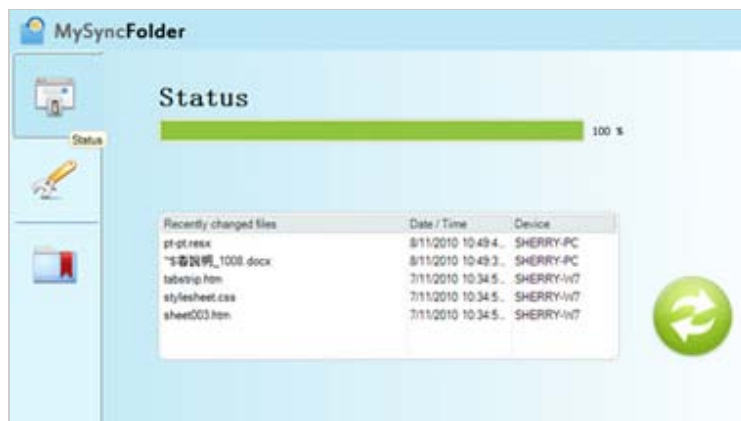 MySyncFolder
Status
100 %
Status
Recently changed files Date / Time Device
pt-pt.resx 8/11/2010 10:49:4... SHERRY-PC
8/11/2010 10:49:3... SHERRY-PC
tabstrip.htm 7/11/2010 10:34:5... SHERRY-W7
stylesheet.css 7/11/2010 10:34:5... SHERRY-W7
sheet003.htm 7/11/2010 10:34:5... SHERRY-W7